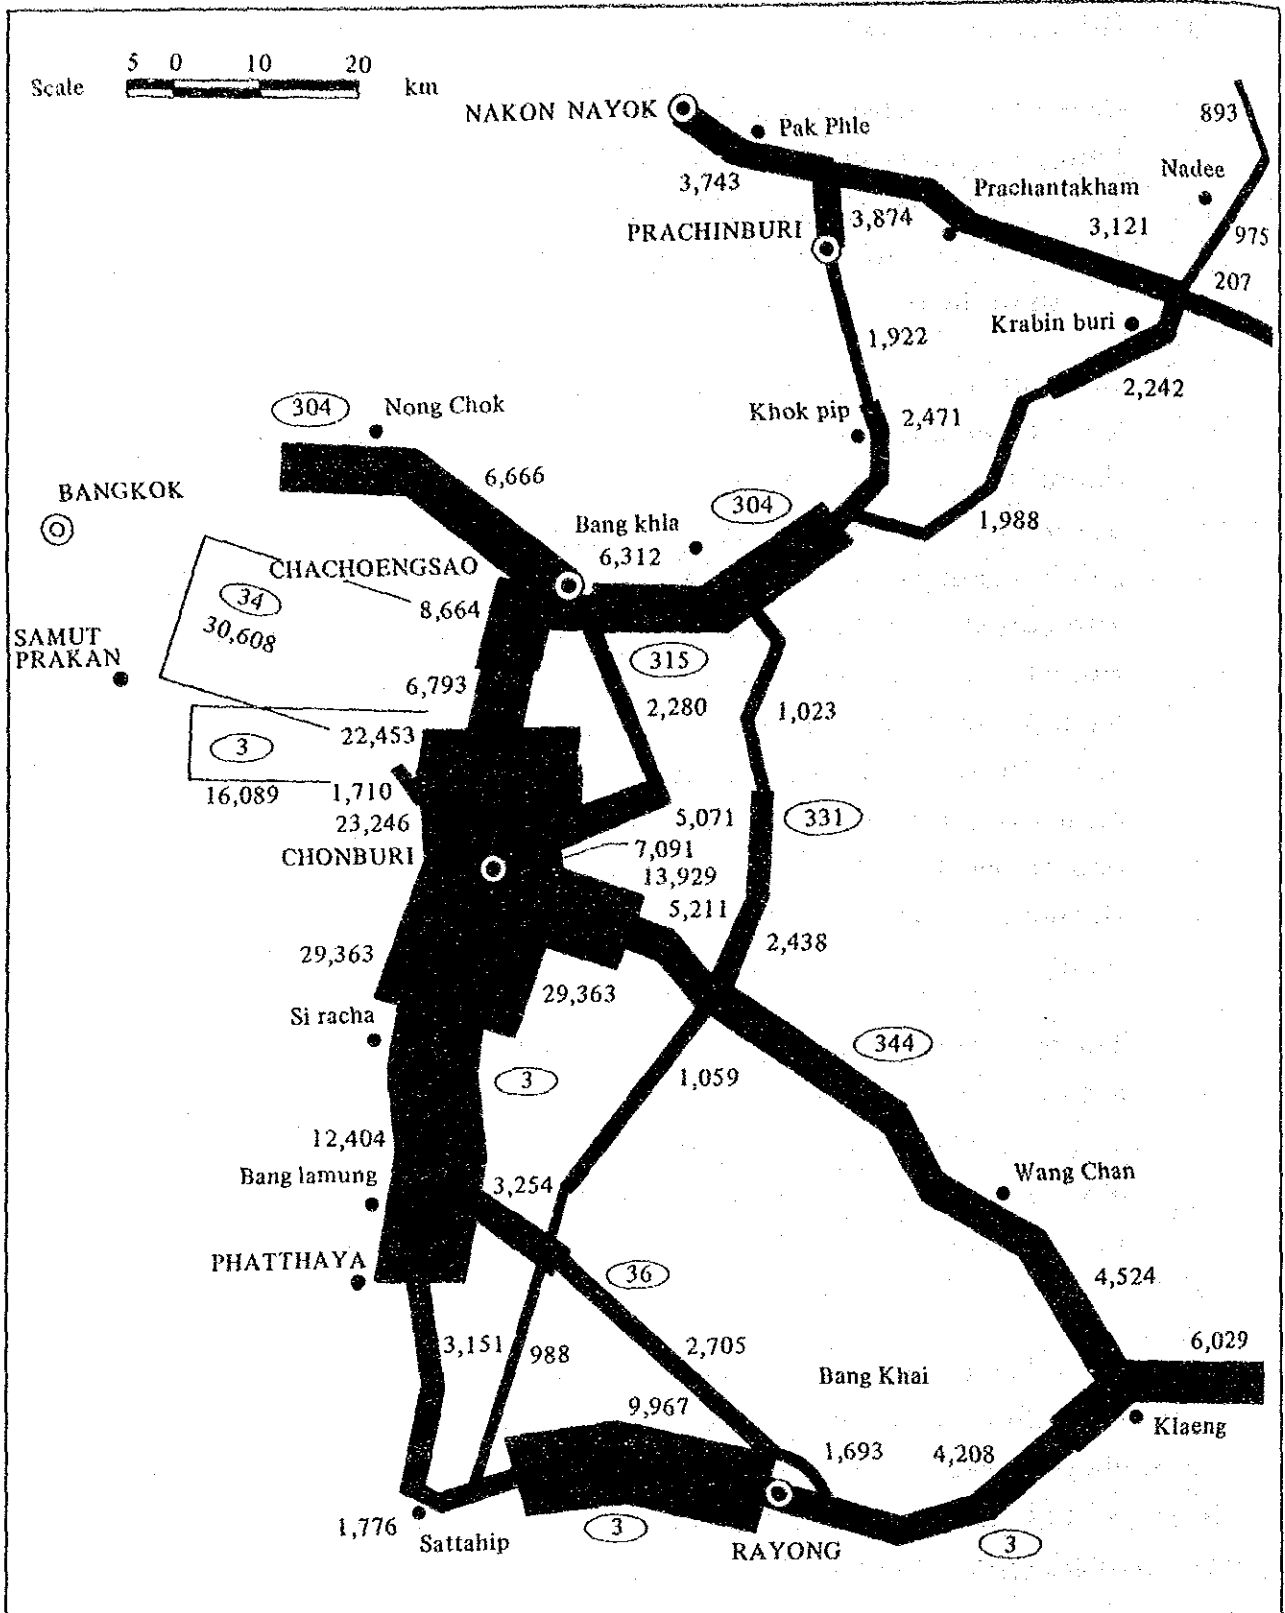 5 0 10 20
Scale km
NAKON NAYOK
Pak Phle
893
3,743
Prachantakham
Nadee
PRACHINBURI
3,874
3,121
975
207
Krabin buri
1,922
2,242
304
Nong Chok
Khok pip
2,471
6,666
BANGKOK
304
Bang khla
1,988
6,312
CHACHOENGSAO
34
8,664
30,608
SAMUT
PRAKAN
315
6,793
2,280
1,023
22,453
3
16,089
1,710
5,071
331
23,246
CHONBURI
7,091
13,929
5,211
2,438
29,363
29,363
Si racha
344
3
1,059
12,404
Bang lamung
3,254
Wang Chan
PHATTHAYA
36
4,524
3,151
988
2,705
6,029
Bang Khai
9,967
Klaeng
1,693
4,208
1,776
Sattahip
3
RAYONG
3